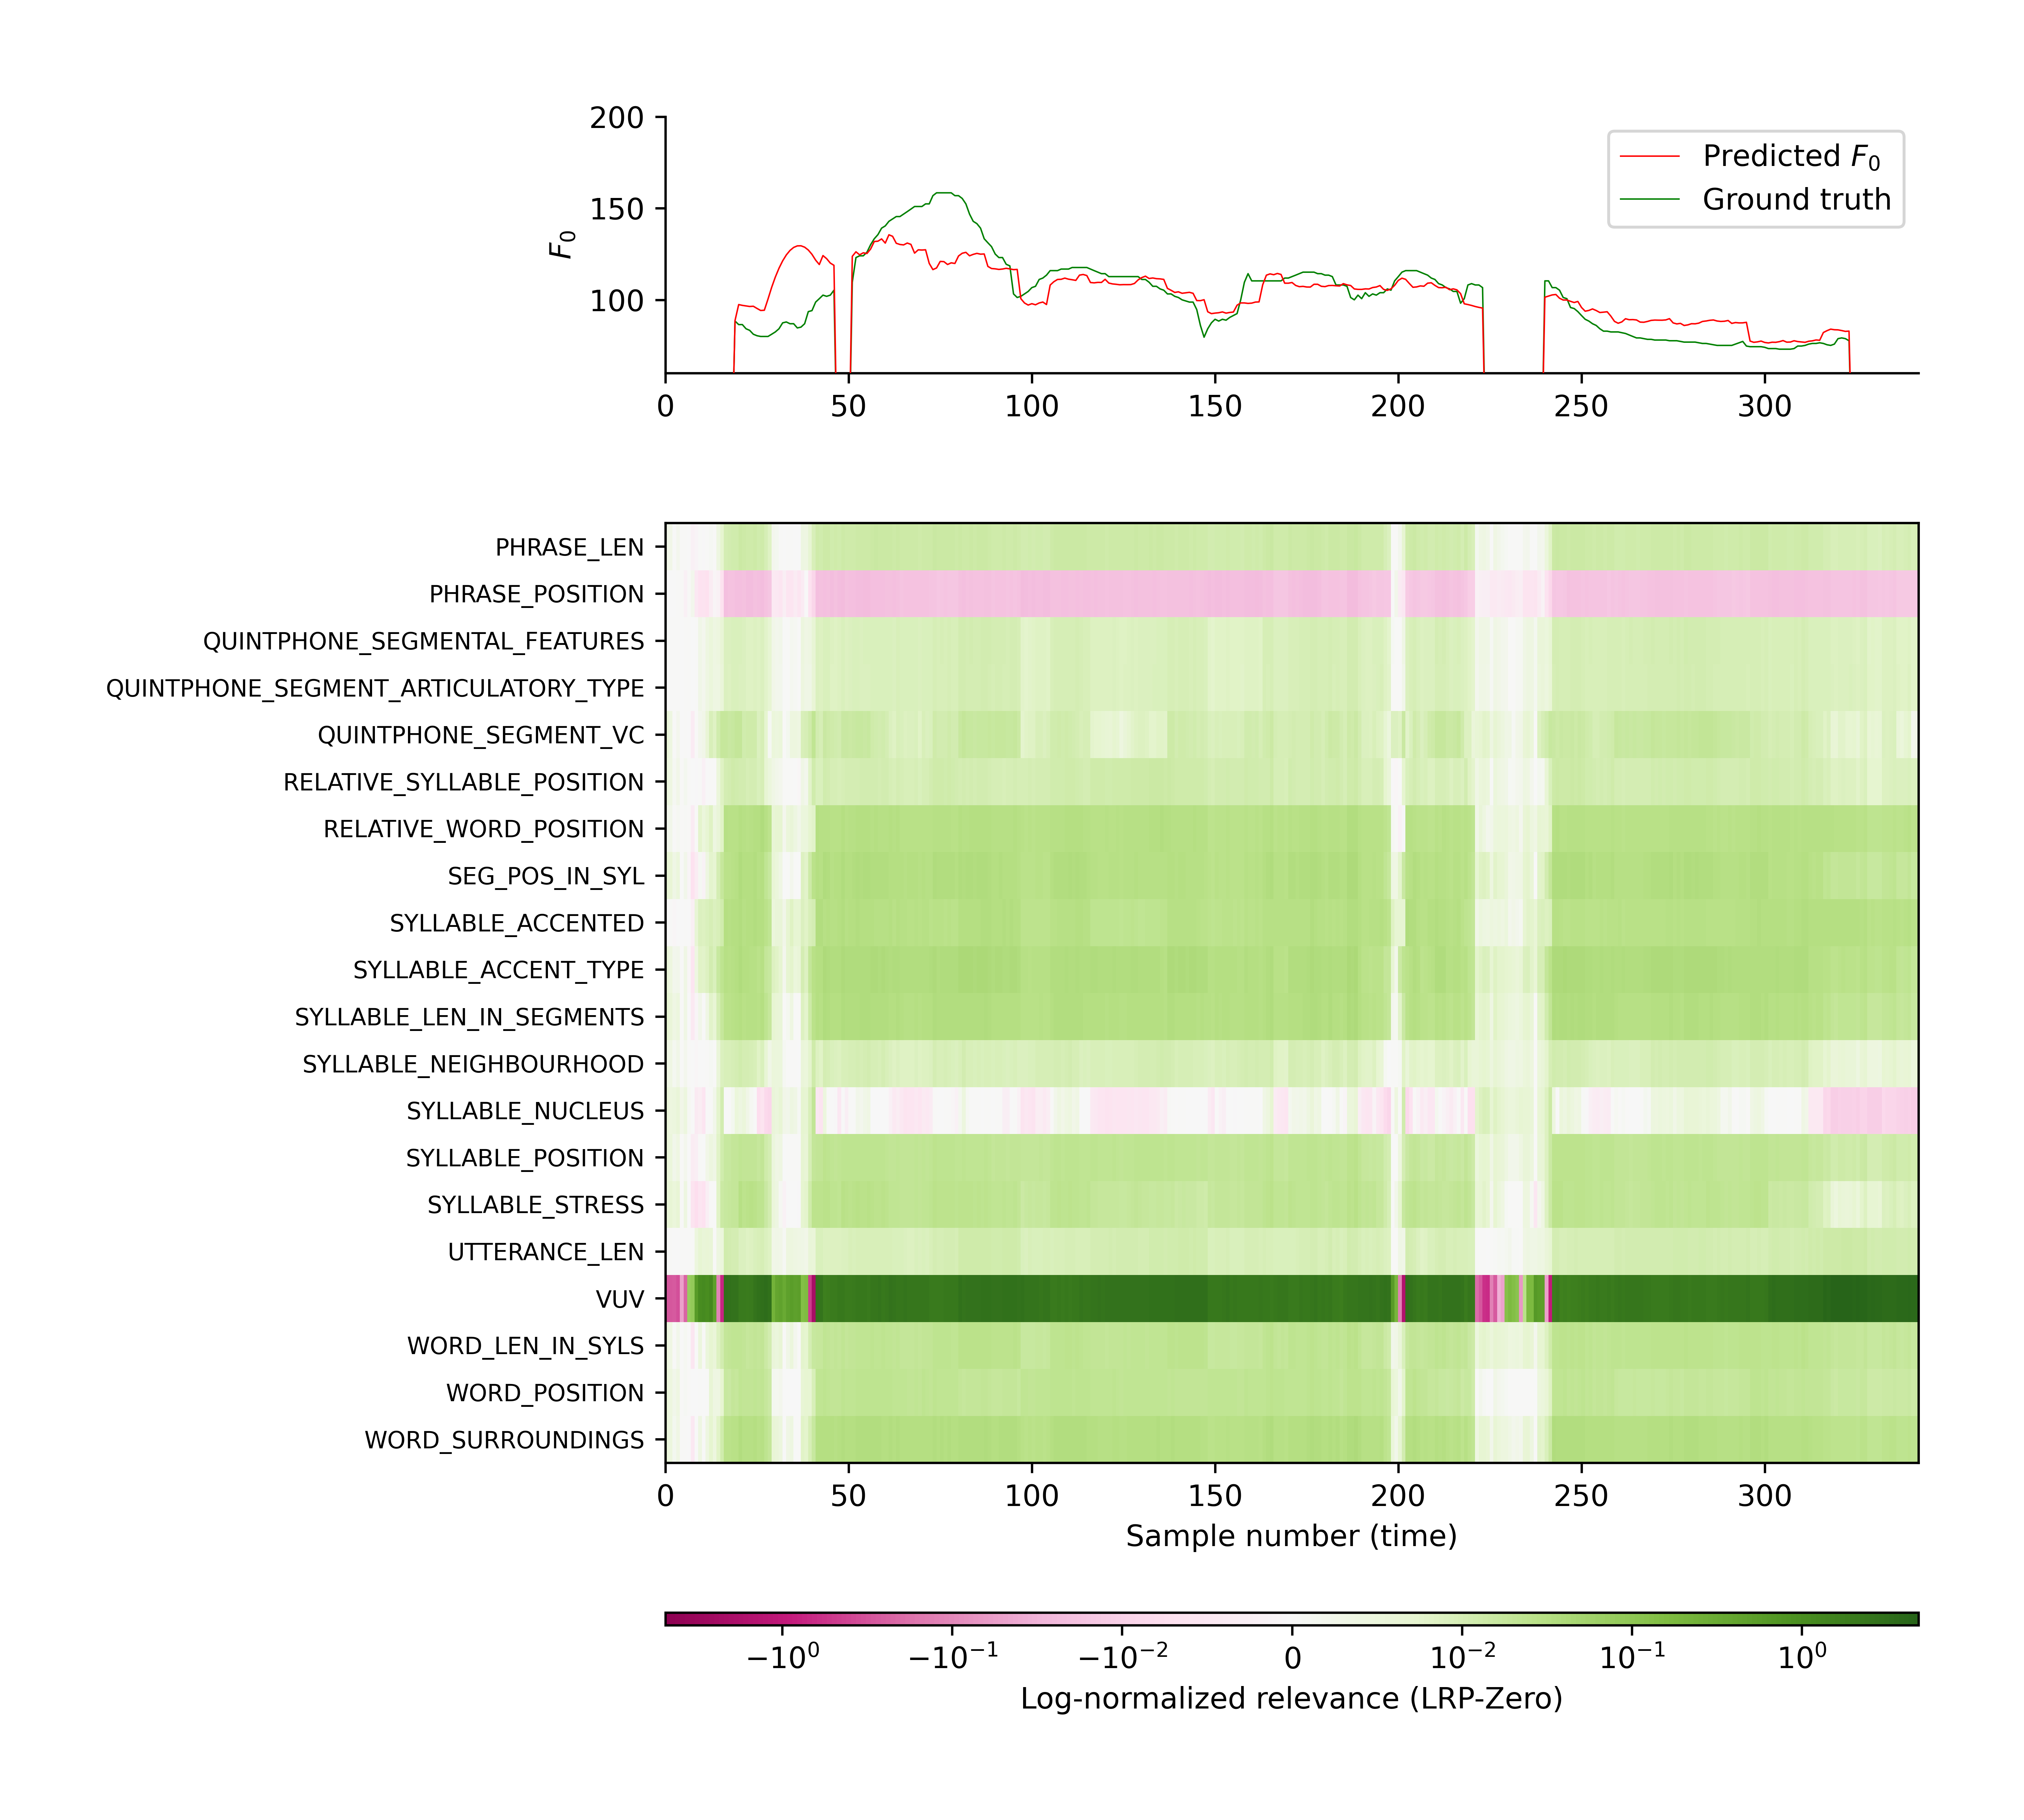 200
150
100
F₀
Predicted F₀
Ground truth
0 50 100 150 200 250 300
PHRASE_LEN
PHRASE_POSITION
QUINTPHONE_SEGMENTAL_FEATURES
QUINTPHONE_SEGMENT_ARTICULATORY_TYPE
QUINTPHONE_SEGMENT_VC
RELATIVE_SYLLABLE_POSITION
RELATIVE_WORD_POSITION
SEG_POS_IN_SYL
SYLLABLE_ACCENTED
SYLLABLE_ACCENT_TYPE
SYLLABLE_LEN_IN_SEGMENTS
SYLLABLE_NEIGHBOURHOOD
SYLLABLE_NUCLEUS
SYLLABLE_POSITION
SYLLABLE_STRESS
UTTERANCE_LEN
VUV
WORD_LEN_IN_SYLS
WORD_POSITION
WORD_SURROUNDINGS
0 50 100 150 200 250 300
Sample number (time)
−10⁰ −10⁻¹ −10⁻² 0 10⁻² 10⁻¹ 10⁰
Log-normalized relevance (LRP-Zero)